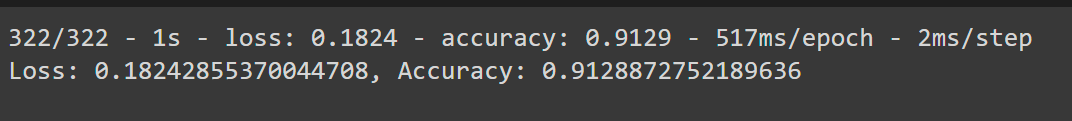 322/322 - 1s - loss: 0.1824 - accuracy: 0.9129 - 517ms/epoch - 2ms/step
Loss: 0.18242855370044708, Accuracy: 0.9128872752189636